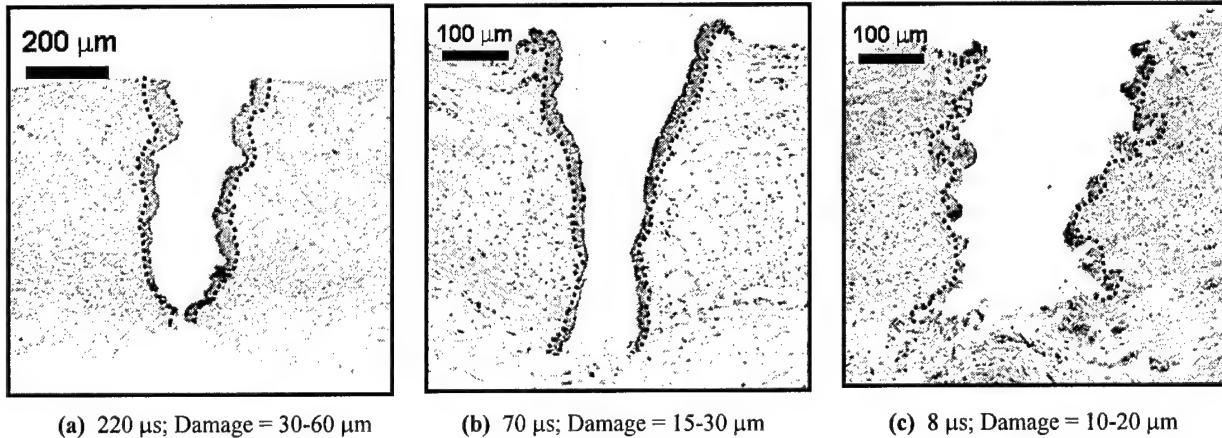 200 μm
100 μm
100 μm
(a) 220 μs; Damage = 30-60 μm
(b) 70 μs; Damage = 15-30 μm
(c) 8 μs; Damage = 10-20 μm